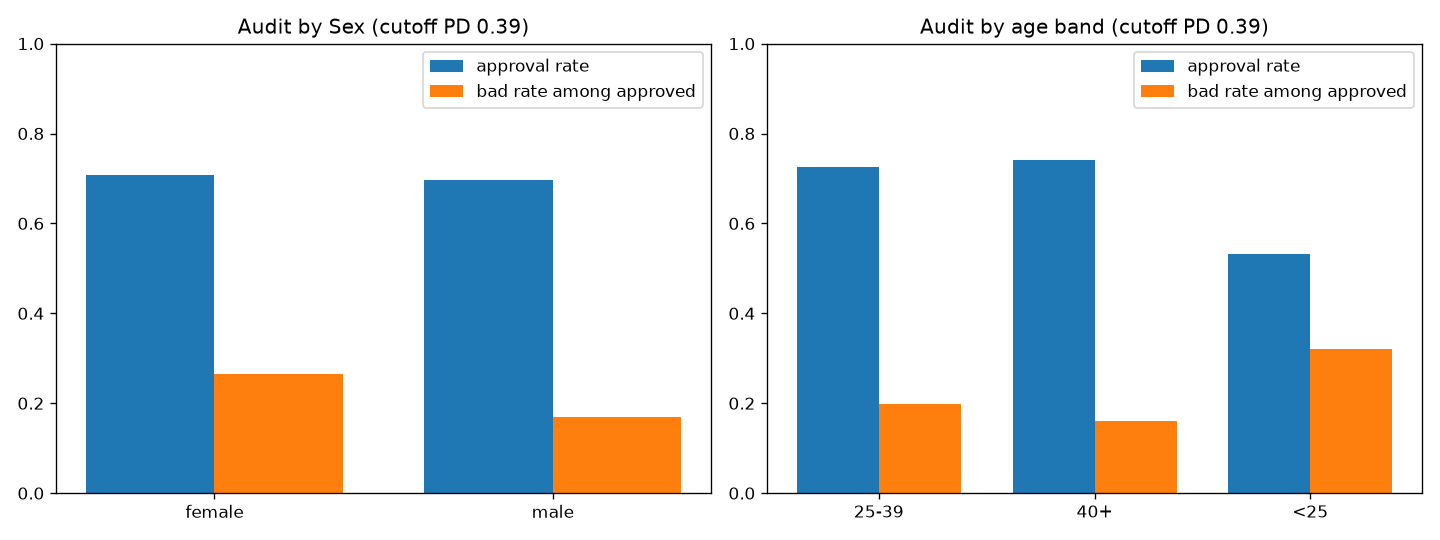 Audit by Sex (cutoff PD 0.39)
1.0
0.8
0.6
0.4
0.2
0.0
approval rate
bad rate among approved
female male
Audit by age band (cutoff PD 0.39)
1.0
0.8
0.6
0.4
0.2
0.0
approval rate
bad rate among approved
25-39 40+ <25